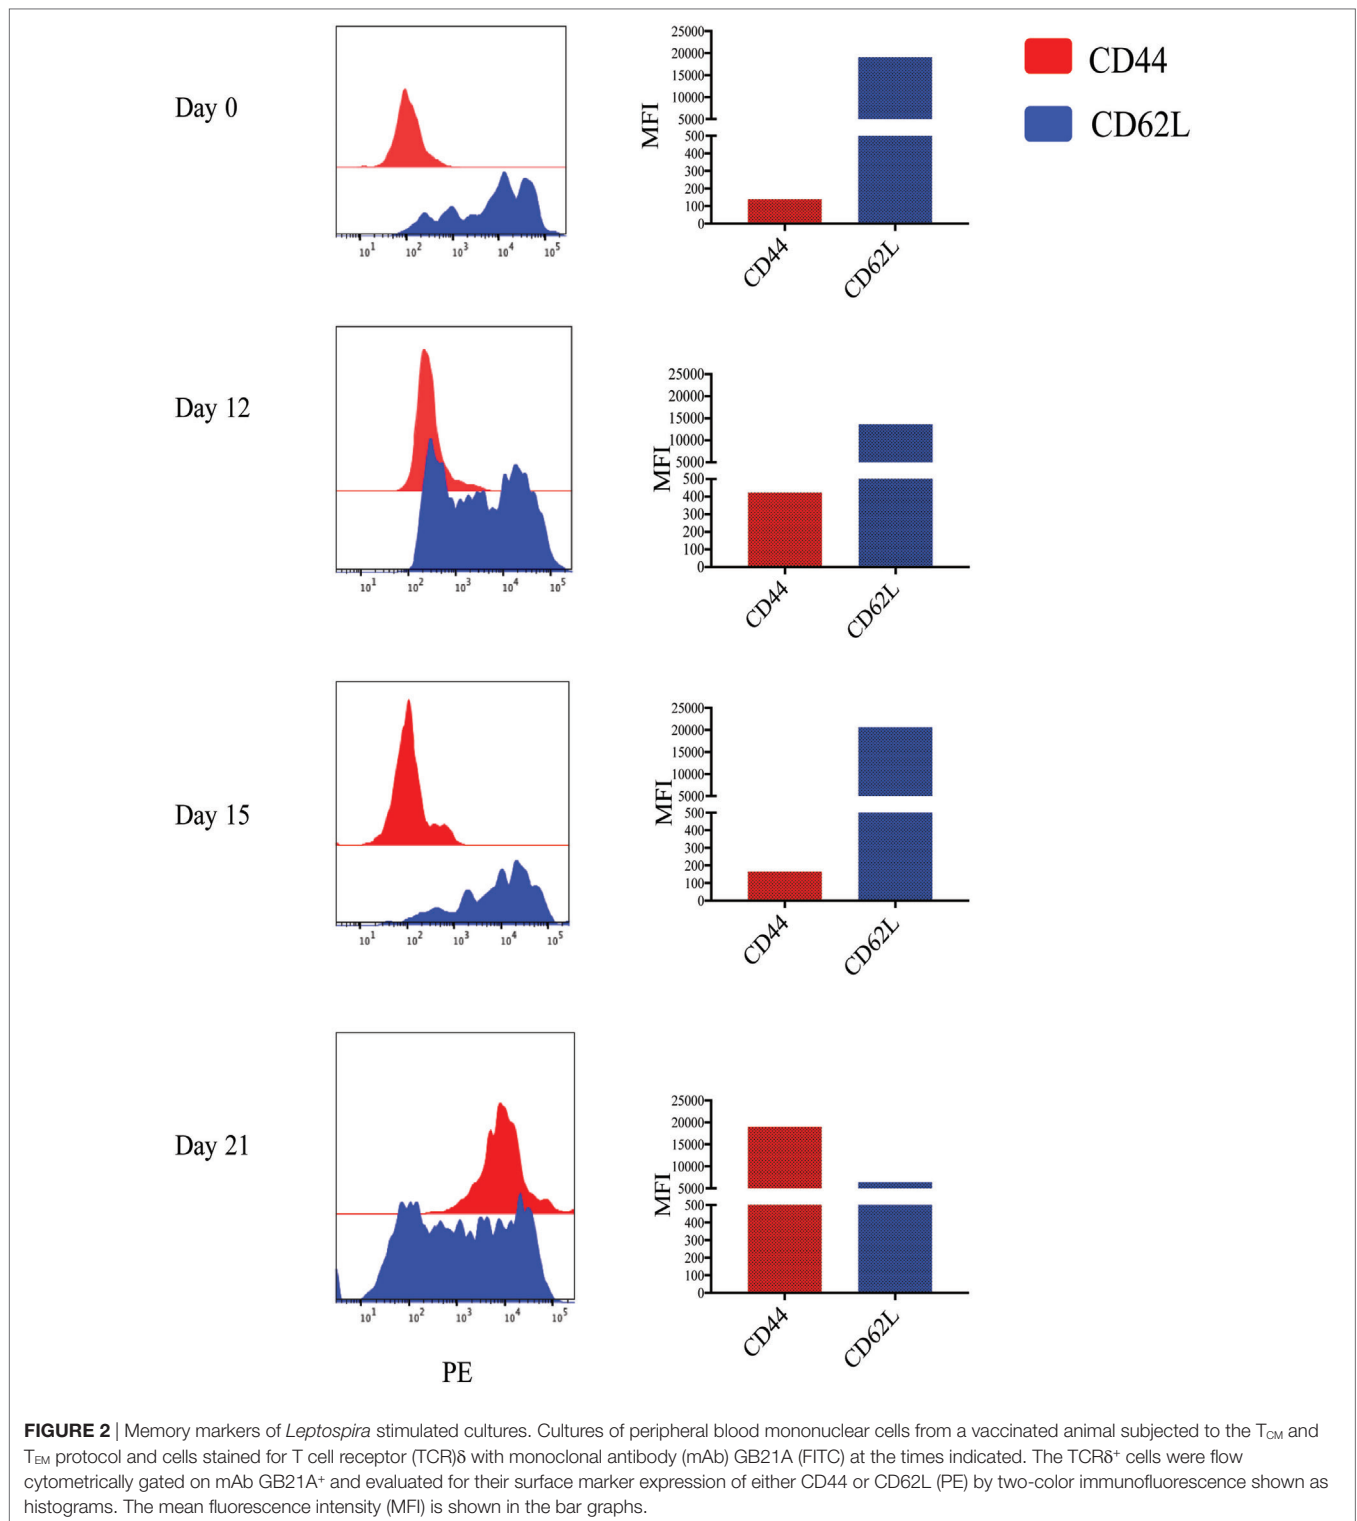 CD44
CD62L
Day 0
10¹ 10² 10³ 10⁴ 10⁵
MFI
25000
20000
15000
10000
5000
500
400
300
200
100
0
CD44
CD62L
Day 12
10¹ 10² 10³ 10⁴ 10⁵
MFI
25000
20000
15000
10000
5000
500
400
300
200
100
0
CD44
CD62L
Day 15
10¹ 10² 10³ 10⁴ 10⁵
MFI
25000
20000
15000
10000
5000
500
400
300
200
100
0
CD44
CD62L
Day 21
10¹ 10² 10³ 10⁴ 10⁵
PE
MFI
25000
20000
15000
10000
5000
500
400
300
200
100
0
CD44
CD62L
FIGURE 2 | Memory markers of Leptospira stimulated cultures. Cultures of peripheral blood mononuclear cells from a vaccinated animal subjected to the TCM and
TEM protocol and cells stained for T cell receptor (TCR)δ with monoclonal antibody (mAb) GB21A (FITC) at the times indicated. The TCRδ⁺ cells were flow
cytometrically gated on mAb GB21A⁺ and evaluated for their surface marker expression of either CD44 or CD62L (PE) by two-color immunofluorescence shown as
histograms. The mean fluorescence intensity (MFI) is shown in the bar graphs.